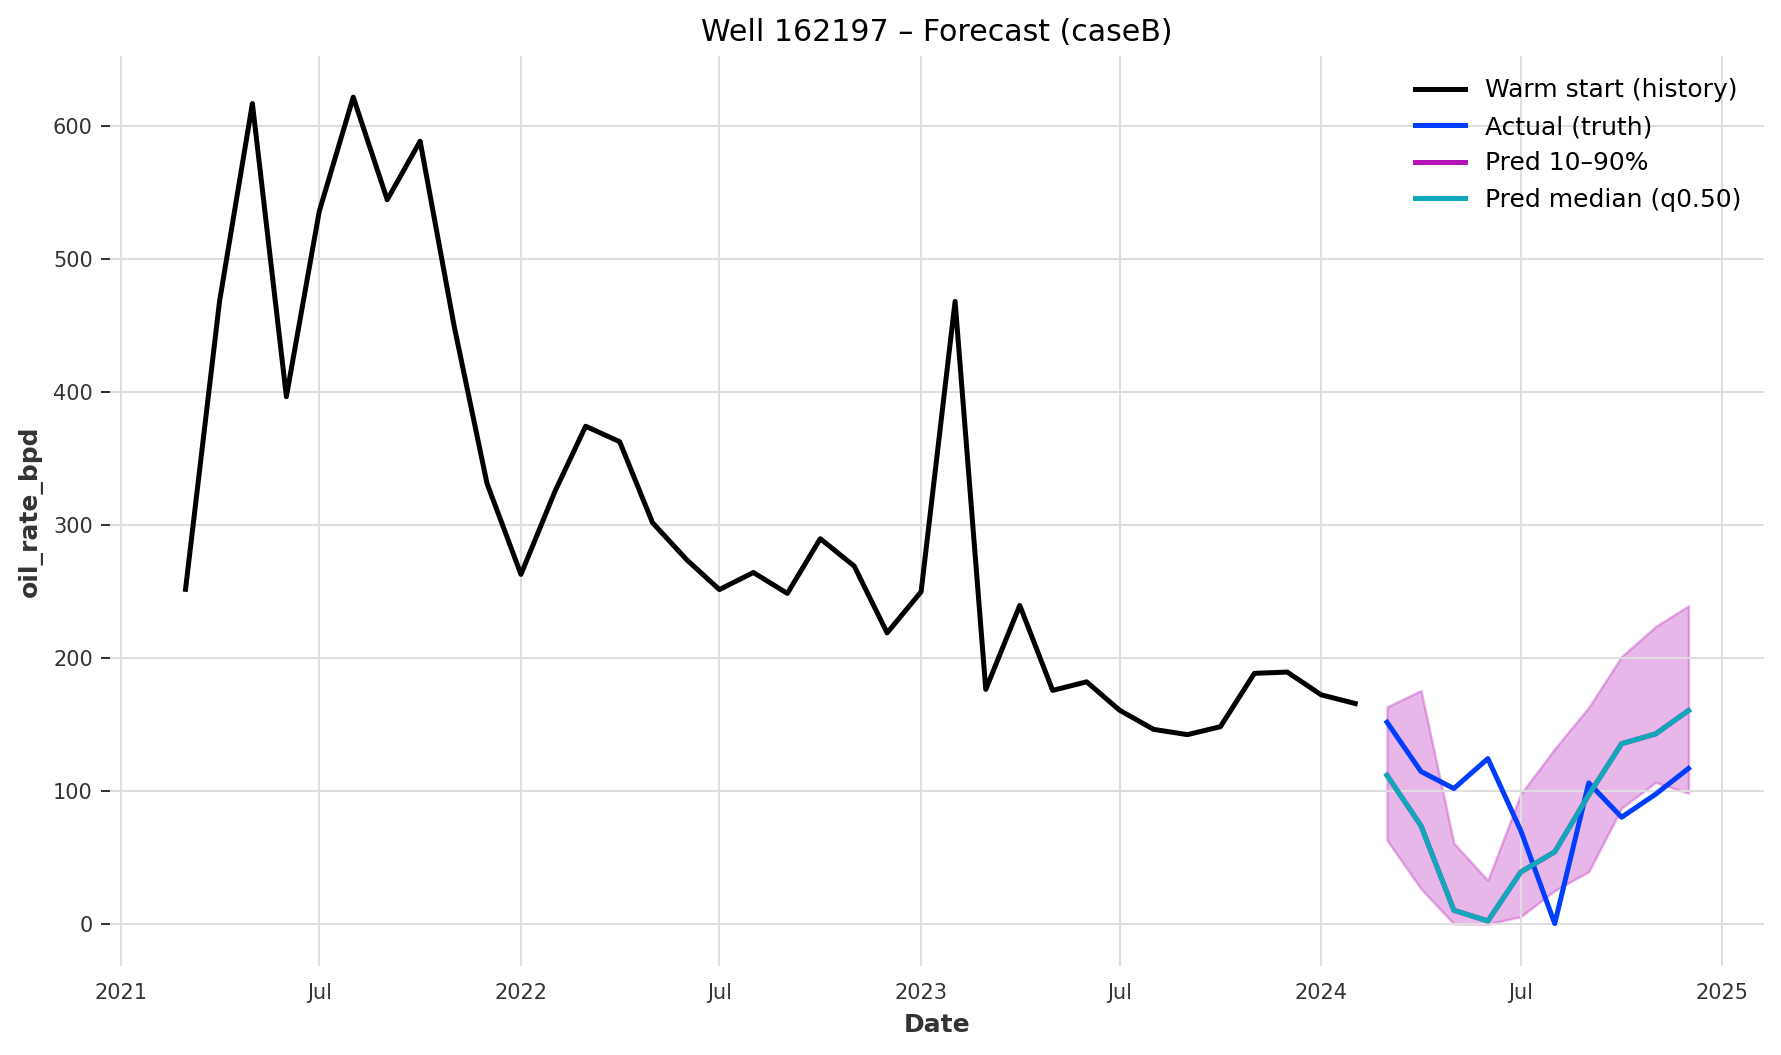 Well 162197 – Forecast (caseB)
Warm start (history)
Actual (truth)
Pred 10–90%
Pred median (q0.50)
oil_rate_bpd
600
500
400
300
200
100
0
2021
Jul
2022
Jul
2023
Jul
2024
Jul
2025
Date